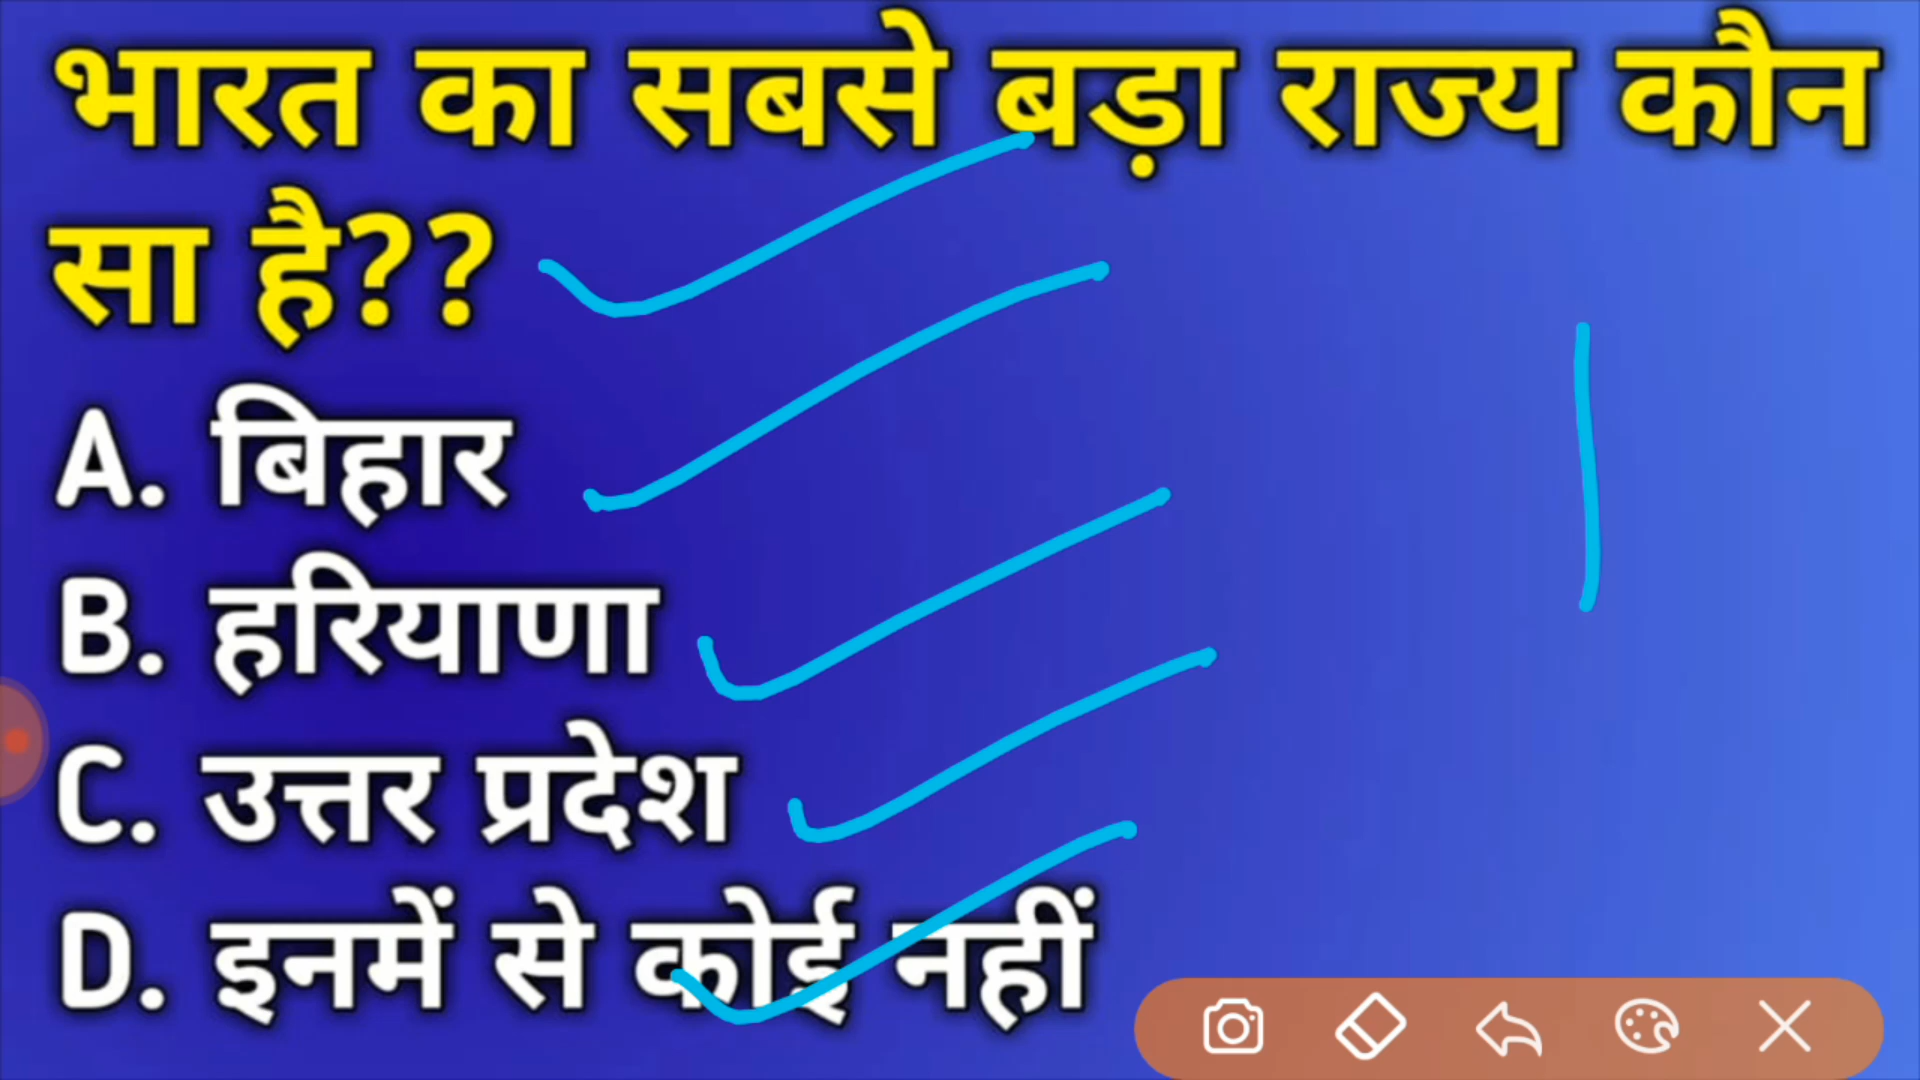 भारत का सबसे बड़ा राज्य कौन
सा है??
A. बिहार
B. हरियाणा
C. उत्तर प्रदेश
D. इनमें से कोई नहीं